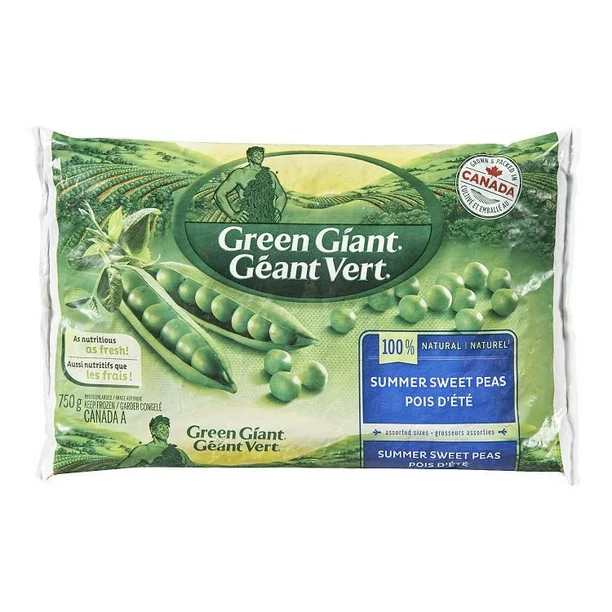 GROWN & PACKED IN
CANADA
CULTIVÉ ET EMBALLÉ AU
Green Giant.
Géant Vert.
100% NATURAL | NATUREL
SUMMER SWEET PEAS
POIS D'ÉTÉ
assorted sizes - grosseurs assorties
SUMMER SWEET PEAS
POIS D'ÉTÉ
As nutritious
as fresh!
Aussi nutritifs que
les frais!
750 g
KEEP FROZEN / GARDER CONGELÉ
CANADA A
Green Giant.
Géant Vert.